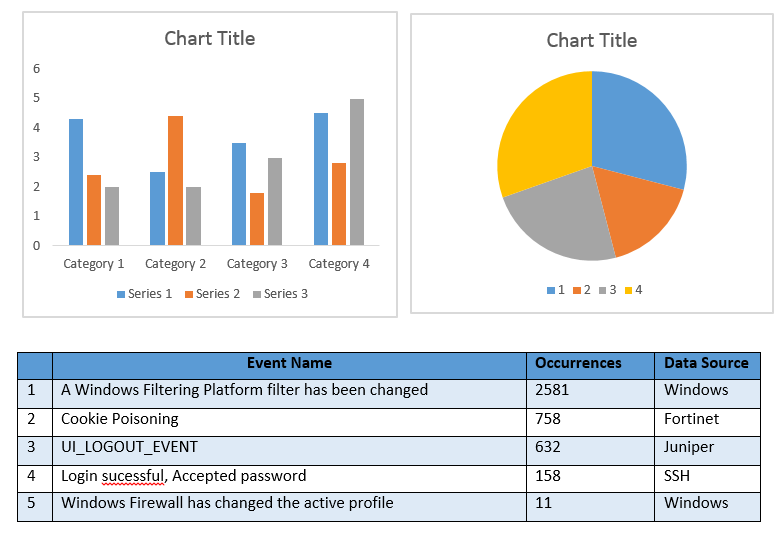 Chart Title
6
5
4
3
2
1
0
Category 1 Category 2 Category 3 Category 4
Series 1 Series 2 Series 3
Chart Title
1 2 3 4
Event Name Occurrences Data Source
1 A Windows Filtering Platform filter has been changed 2581 Windows
2 Cookie Poisoning 758 Fortinet
3 UI_LOGOUT_EVENT 632 Juniper
4 Login sucessful, Accepted password 158 SSH
5 Windows Firewall has changed the active profile 11 Windows